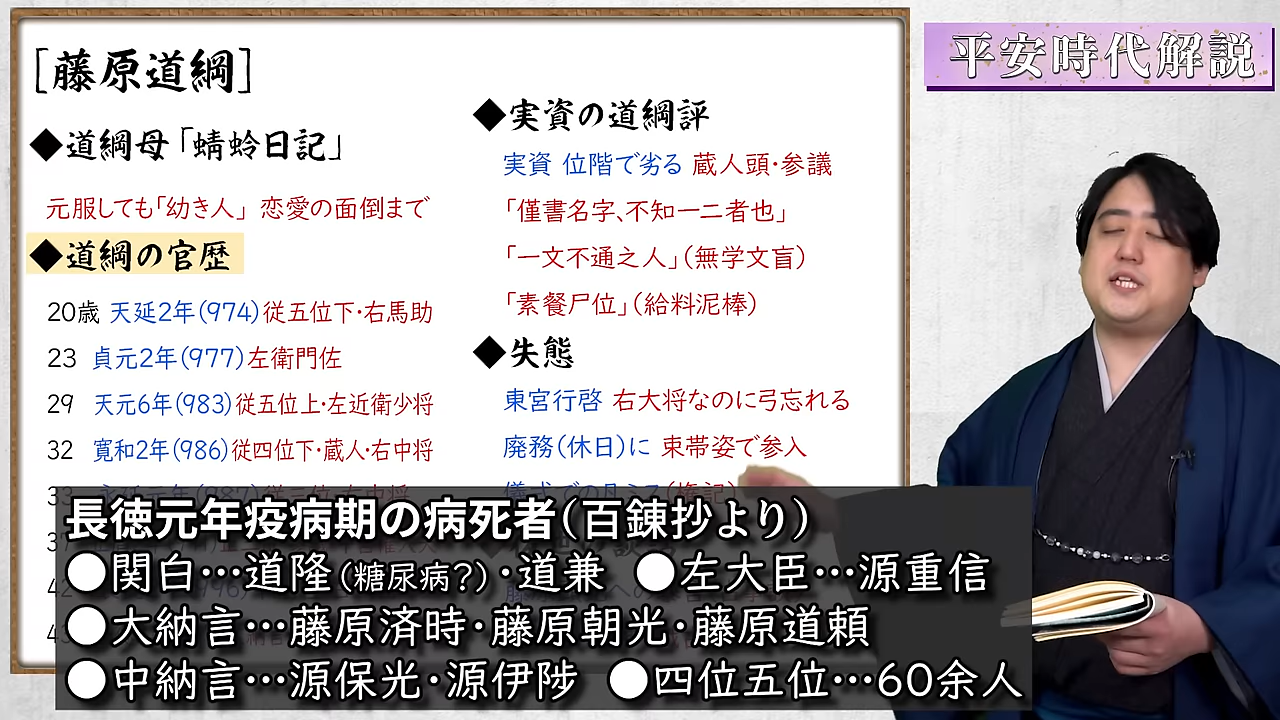 [藤原道綱]
◆道綱母「蜻蛉日記」
元服しても「幼き人」 恋愛の面倒まで
◆道綱の官歴
20歳 天延2年(974)従五位下・右馬助
23 貞元2年(977)左衛門佐
29 天元6年(983)従五位上・左近衛少将
32 寛和2年(986)従四位下・蔵人・右中将
◆実資の道綱評
実資 位階で劣る 蔵人頭・参議
「僅書名字、不知一二者也」
「一文不通之人」(無学文盲)
「素餐尸位」(給料泥棒)
◆失態
東宮行啓 右大将なのに弓忘れる
廃務(休日)に 束帯姿で参入
平安時代解説
長徳元年疫病期の病死者(百錬抄より)
●関白…道隆(糖尿病?)・道兼 ●左大臣…源重信
●大納言…藤原済時・藤原朝光・藤原道頼
●中納言…源保光・源伊陟 ●四位五位…60余人